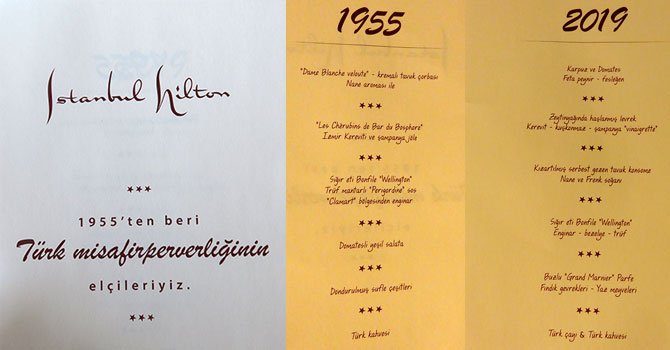 Istanbul Hilton
***
1955'ten beri
Türk misafirperverliğinin
elçileriyiz.
***
1955
"Dame Blanche veloute" - kremalı tavuk çorbası
Nane aroması ile
***
"Les Chérubins de Bar du Bosphore"
İzmir Kereviti ve şampanya jöle
***
Sığır eti Bonfile "Wellington"
Trüf mantarlı "Perigordine" sos
"Clamart" bölgesinden enginar
***
Domatesli yeşil salata
***
Dondurulmuş sufle çeşitleri
***
Türk kahvesi
2019
Karpuz ve Domates
Feta peynir - fesleğen
***
Zeytinyağında haşlanmış levrek
Kerevit - kuşkonmaz - şampanya "vinaigrette"
***
Kızartılmış serbest gezen tavuk konsome
Nane ve Frenk soğanı
***
Sığır eti Bonfile "Wellington"
Enginar - bezelye - trüf
***
Buzlu "Grand Marnier" Parfe
Fındık gevrekleri - Yaz meyveleri
***
Türk çayı & Türk kahvesi